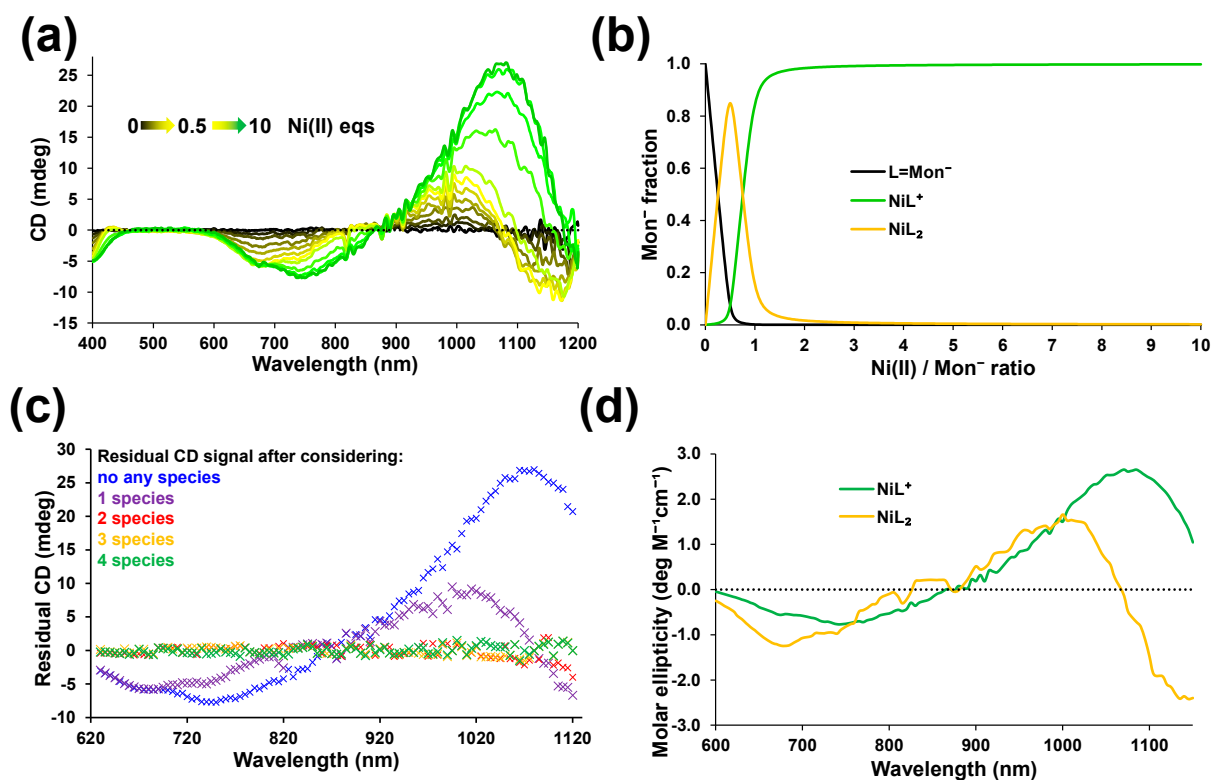 (a)
CD (mdeg)
25
20
15
10
5
0
-5
-10
-15
0 0.5 10 Ni(II) eqs
400 500 600 700 800 900 1000 1100 1200
Wavelength (nm)
(b)
Mon⁻ fraction
1.0
0.8
0.6
0.4
0.2
0.0
L=Mon⁻
NiL⁺
NiL₂
0 1 2 3 4 5 6 7 8 9 10
Ni(II) / Mon⁻ ratio
(c)
Residual CD (mdeg)
30
25
20
15
10
5
0
-5
-10
Residual CD signal after considering:
no any species
1 species
2 species
3 species
4 species
620 720 820 920 1020 1120
Wavelength (nm)
(d)
Molar ellipticity (deg M⁻¹cm⁻¹)
3.0
2.0
1.0
0.0
-1.0
-2.0
-3.0
NiL⁺
NiL₂
600 700 800 900 1000 1100
Wavelength (nm)